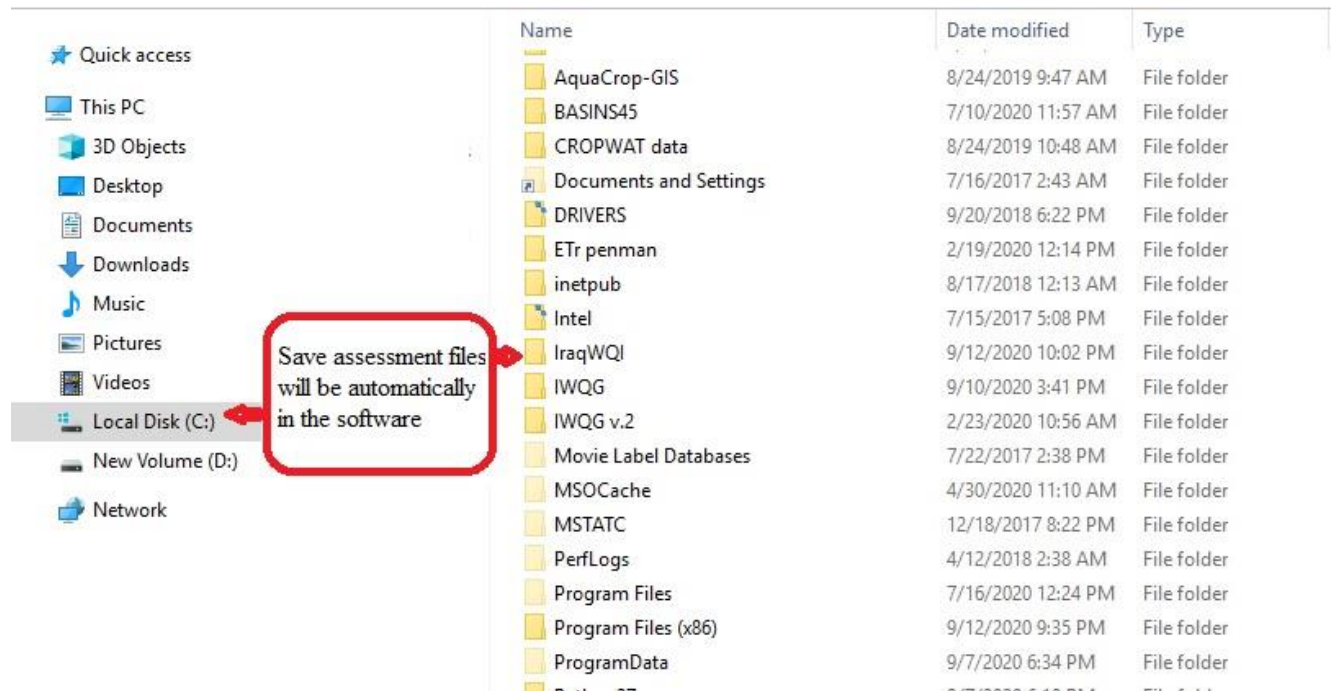 Name Date modified Type
Quick access
This PC
3D Objects
Desktop
Documents
Downloads
Music
Pictures
Videos
Local Disk (C:)
New Volume (D:)
Network
Save assessment files
will be automatically
in the software
AquaCrop-GIS 8/24/2019 9:47 AM File folder
BASINS45 7/10/2020 11:57 AM File folder
CROPWAT data 8/24/2019 10:48 AM File folder
Documents and Settings 7/16/2017 2:43 AM File folder
DRIVERS 9/20/2018 6:22 PM File folder
ETr penman 2/19/2020 12:14 PM File folder
inetpub 8/17/2018 12:13 AM File folder
Intel 7/15/2017 5:08 PM File folder
IraqWQI 9/12/2020 10:02 PM File folder
IWQG 9/10/2020 3:41 PM File folder
IWQG v.2 2/23/2020 10:56 AM File folder
Movie Label Databases 7/22/2017 2:38 PM File folder
MSOCache 4/30/2020 11:10 AM File folder
MSTATC 12/18/2017 8:22 PM File folder
PerfLogs 4/12/2018 2:38 AM File folder
Program Files 7/16/2020 12:24 PM File folder
Program Files (x86) 9/12/2020 9:35 PM File folder
ProgramData 9/7/2020 6:34 PM File folder